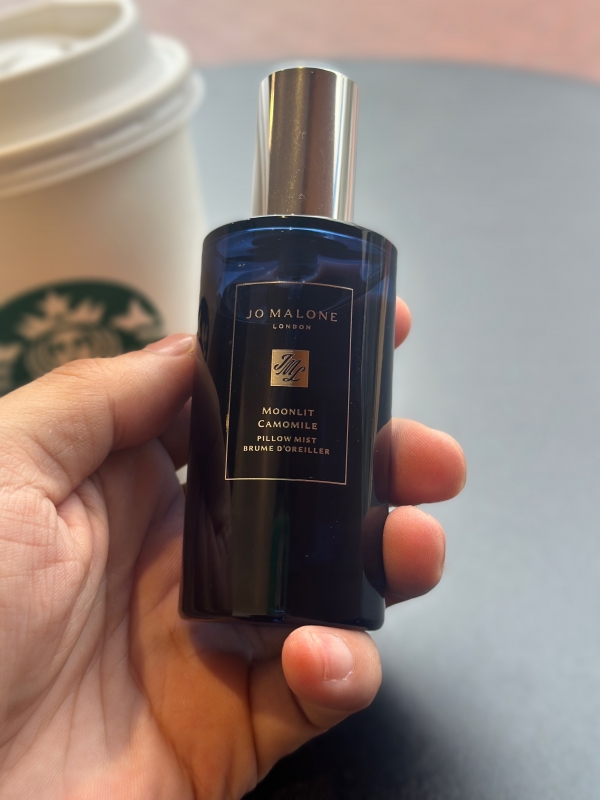 JO MALONE
LONDON
JML
MOONLIT
CAMOMILE
PILLOW MIST
BRUME D'OREILLER